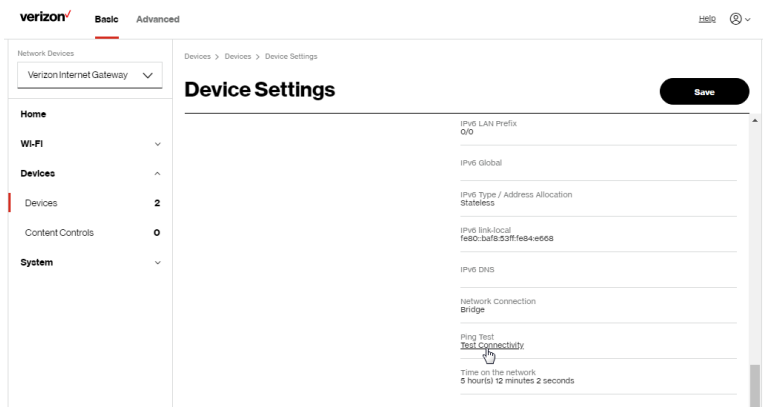 verizon
Basic
Advanced
Help
Network Devices
Verizon Internet Gateway
Home
Wi-Fi
Devices
Devices 2
Content Controls 0
System
Devices > Devices > Device Settings
Device Settings
Save
IPv6 LAN Prefix
0/0
IPv6 Global
IPv6 Type / Address Allocation
Stateless
IPv6 link-local
fe80::baf8:53ff:fe84:e668
IPv6 DNS
Network Connection
Bridge
Ping Test
Test Connectivity
Time on the network
5 hour(s) 12 minutes 2 seconds